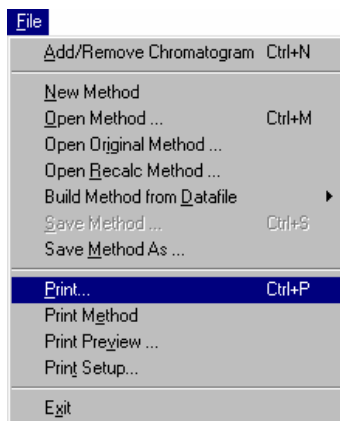 File
Add/Remove Chromatogram Ctrl+N
New Method
Open Method ... Ctrl+M
Open Original Method ...
Open Recalc Method ...
Build Method from Datafile
Save Method ... Ctrl+S
Save Method As ...
Print... Ctrl+P
Print Method
Print Preview ...
Print Setup...
Exit